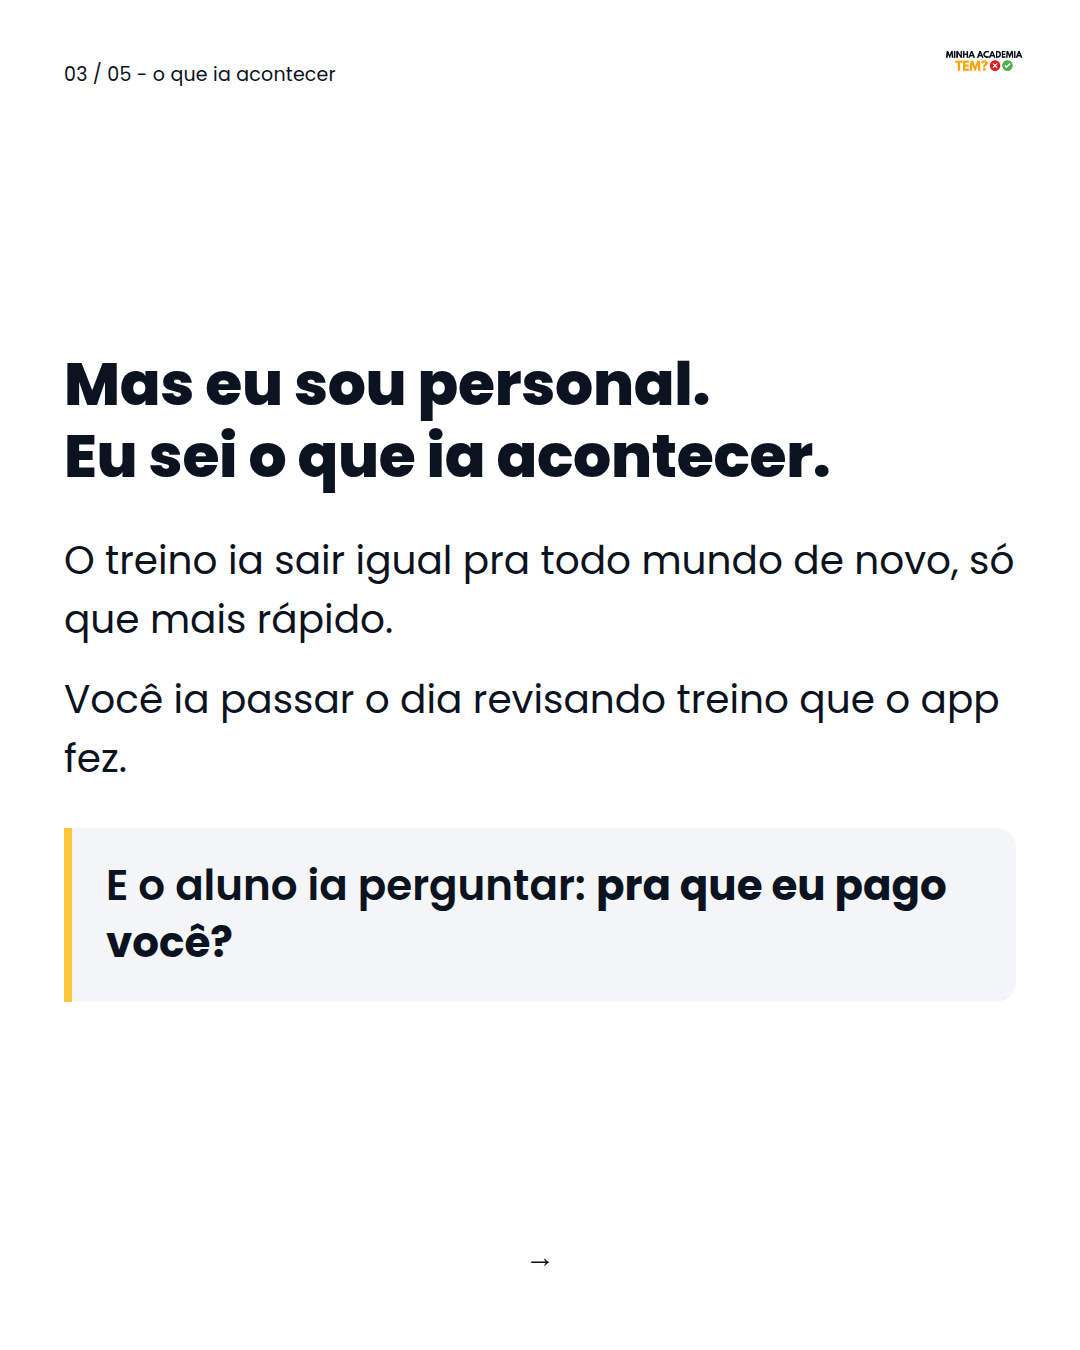 03 / 05 - o que ia acontecer
MINHA ACADEMIA
TEM?
Mas eu sou personal.
Eu sei o que ia acontecer.
O treino ia sair igual pra todo mundo de novo, só
que mais rápido.
Você ia passar o dia revisando treino que o app
fez.
E o aluno ia perguntar: pra que eu pago
você?
→